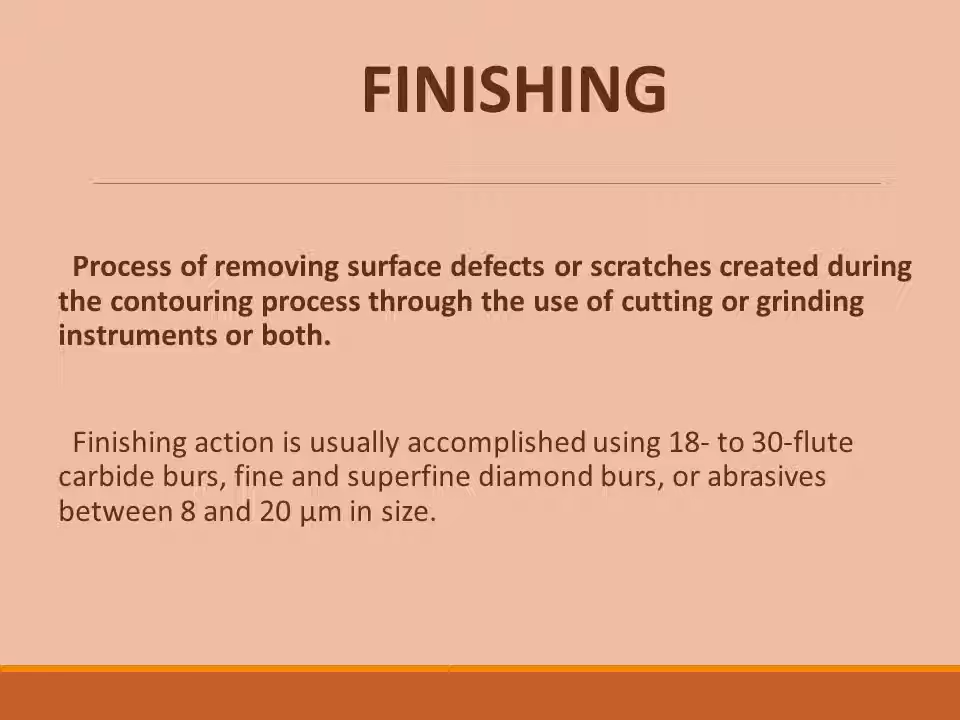 FINISHING
Process of removing surface defects or scratches created during
the contouring process through the use of cutting or grinding
instruments or both.
Finishing action is usually accomplished using 18- to 30-flute
carbide burs, fine and superfine diamond burs, or abrasives
between 8 and 20 μm in size.